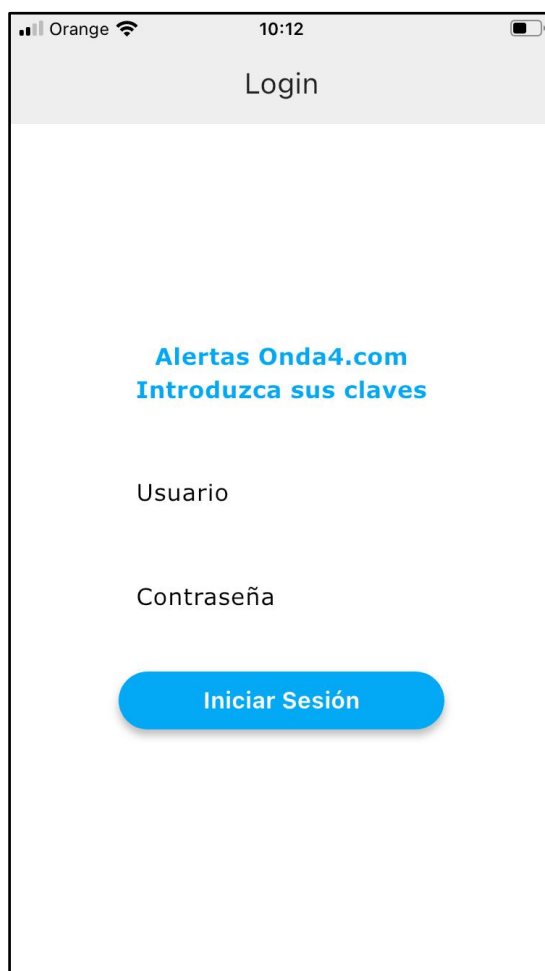 Orange 10:12
Login
Alertas Onda4.com
Introduzca sus claves
Usuario
Contraseña
Iniciar Sesión